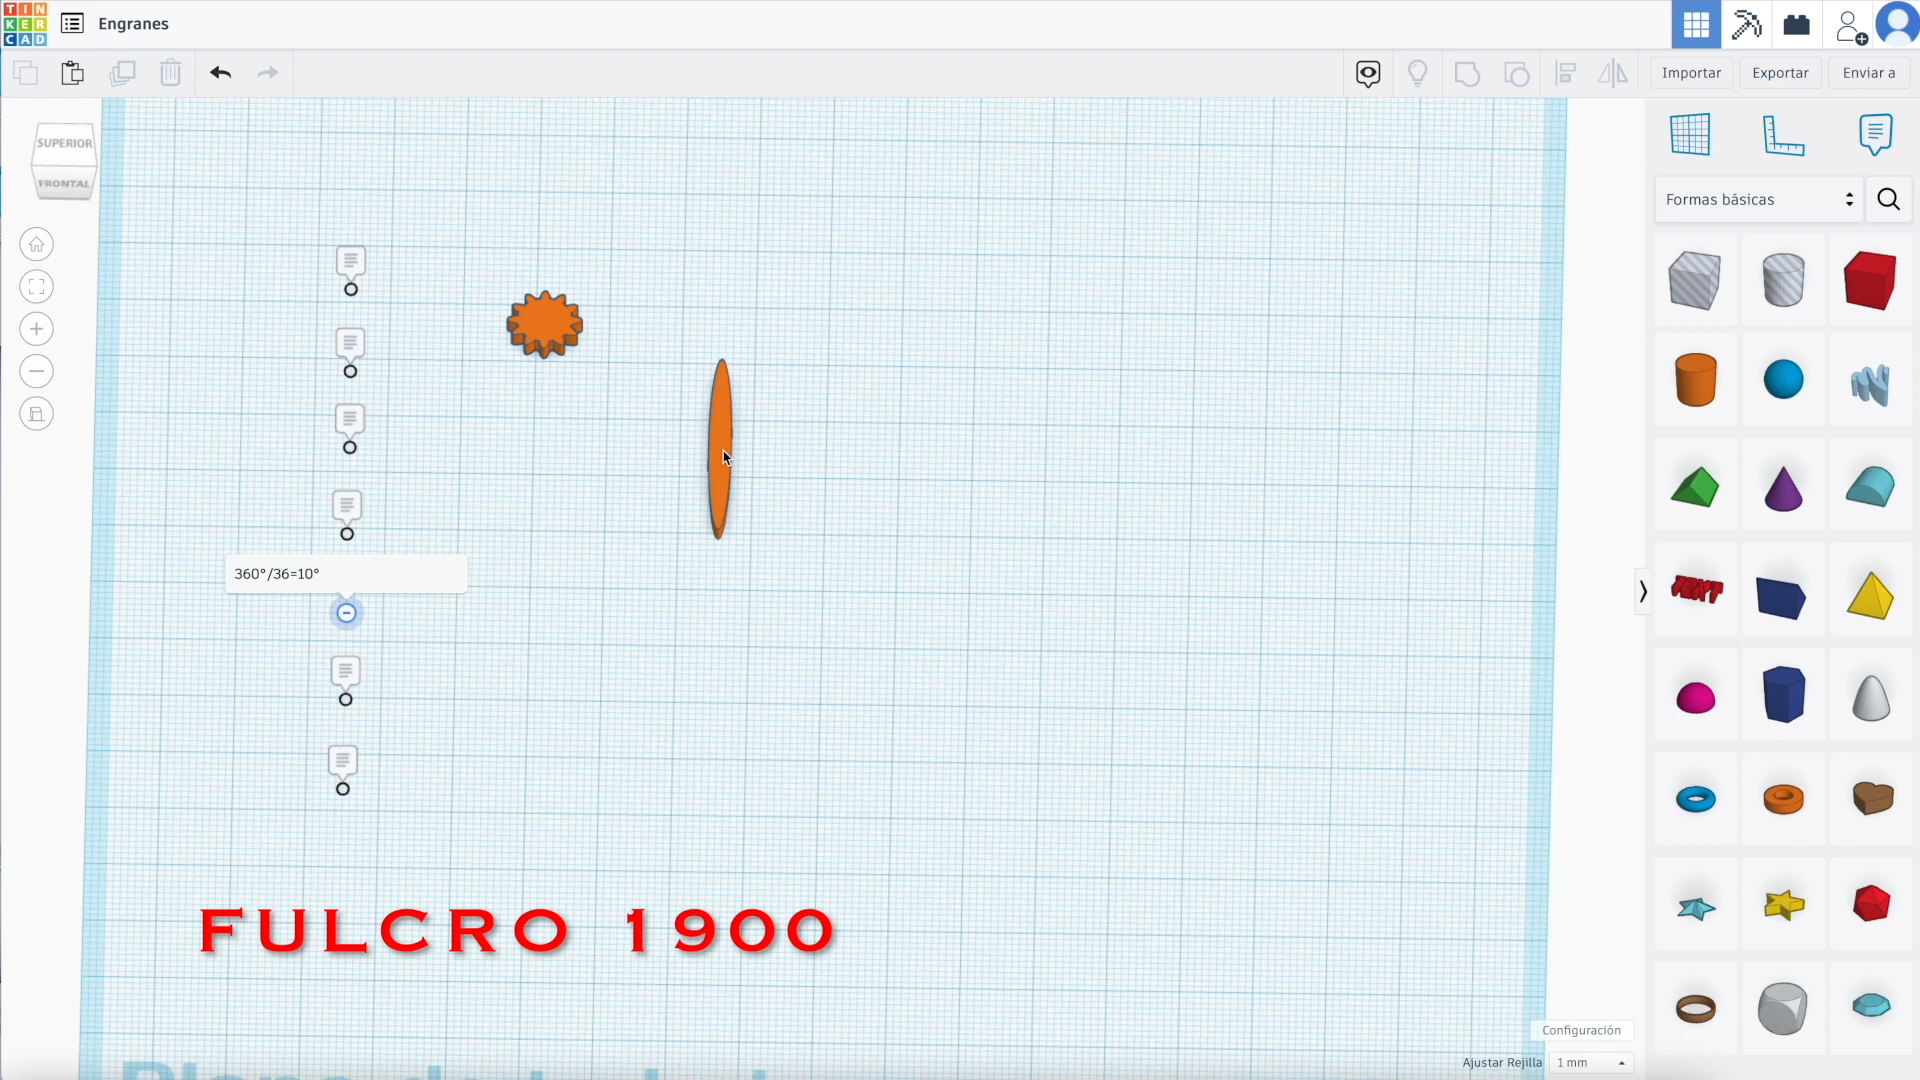 TIN
KER
CAD
Engranes
Importar
Exportar
Enviar a
SUPERIOR
FRONTAL
Formas básicas
TEXT
360°/36=10°
FULCRO 1900
Configuración
Ajustar Rejilla
1 mm